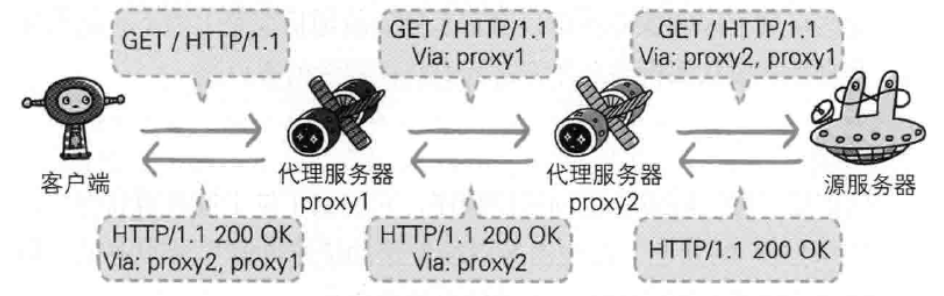 GET / HTTP/1.1
GET / HTTP/1.1
Via: proxy1
GET / HTTP/1.1
Via: proxy2, proxy1
客户端
代理服务器
proxy1
代理服务器
proxy2
源服务器
HTTP/1.1 200 OK
Via: proxy2, proxy1
HTTP/1.1 200 OK
Via: proxy2
HTTP/1.1 200 OK